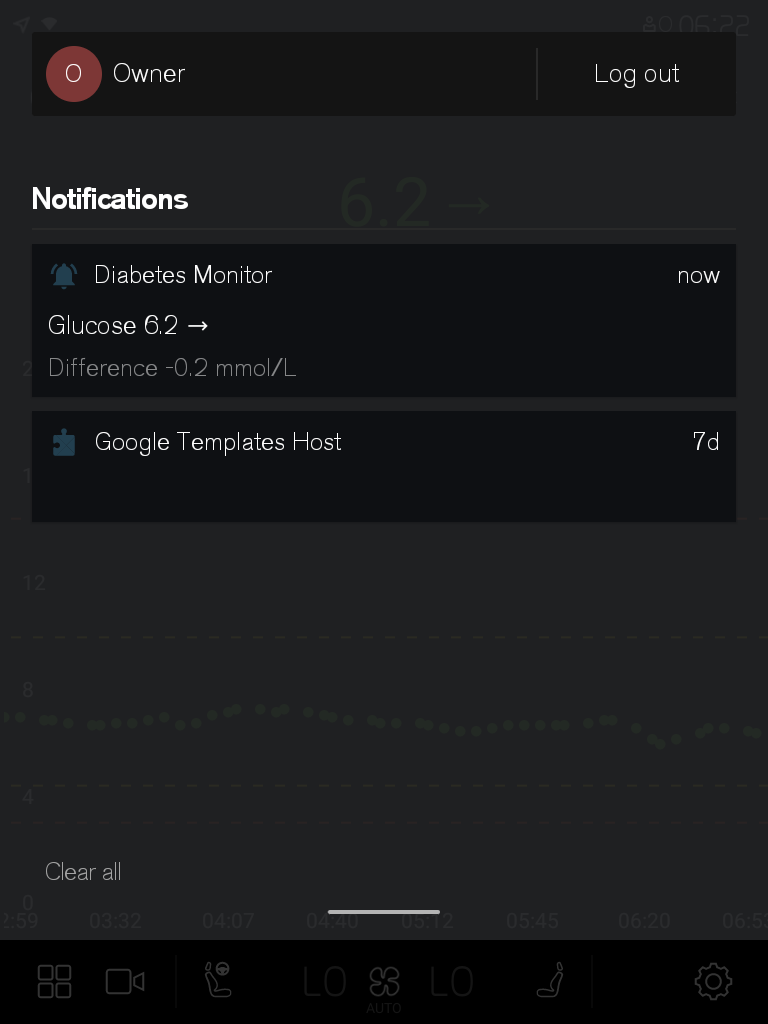 06:22
O Owner Log out
6.2 →
Notifications
Diabetes Monitor now
Glucose 6.2 →
Difference -0.2 mmol/L
Google Templates Host 7d
12
8
4
Clear all
0
2:59 03:32 04:07 04:40 05:12 05:45 06:20 06:53
LO LO
AUTO